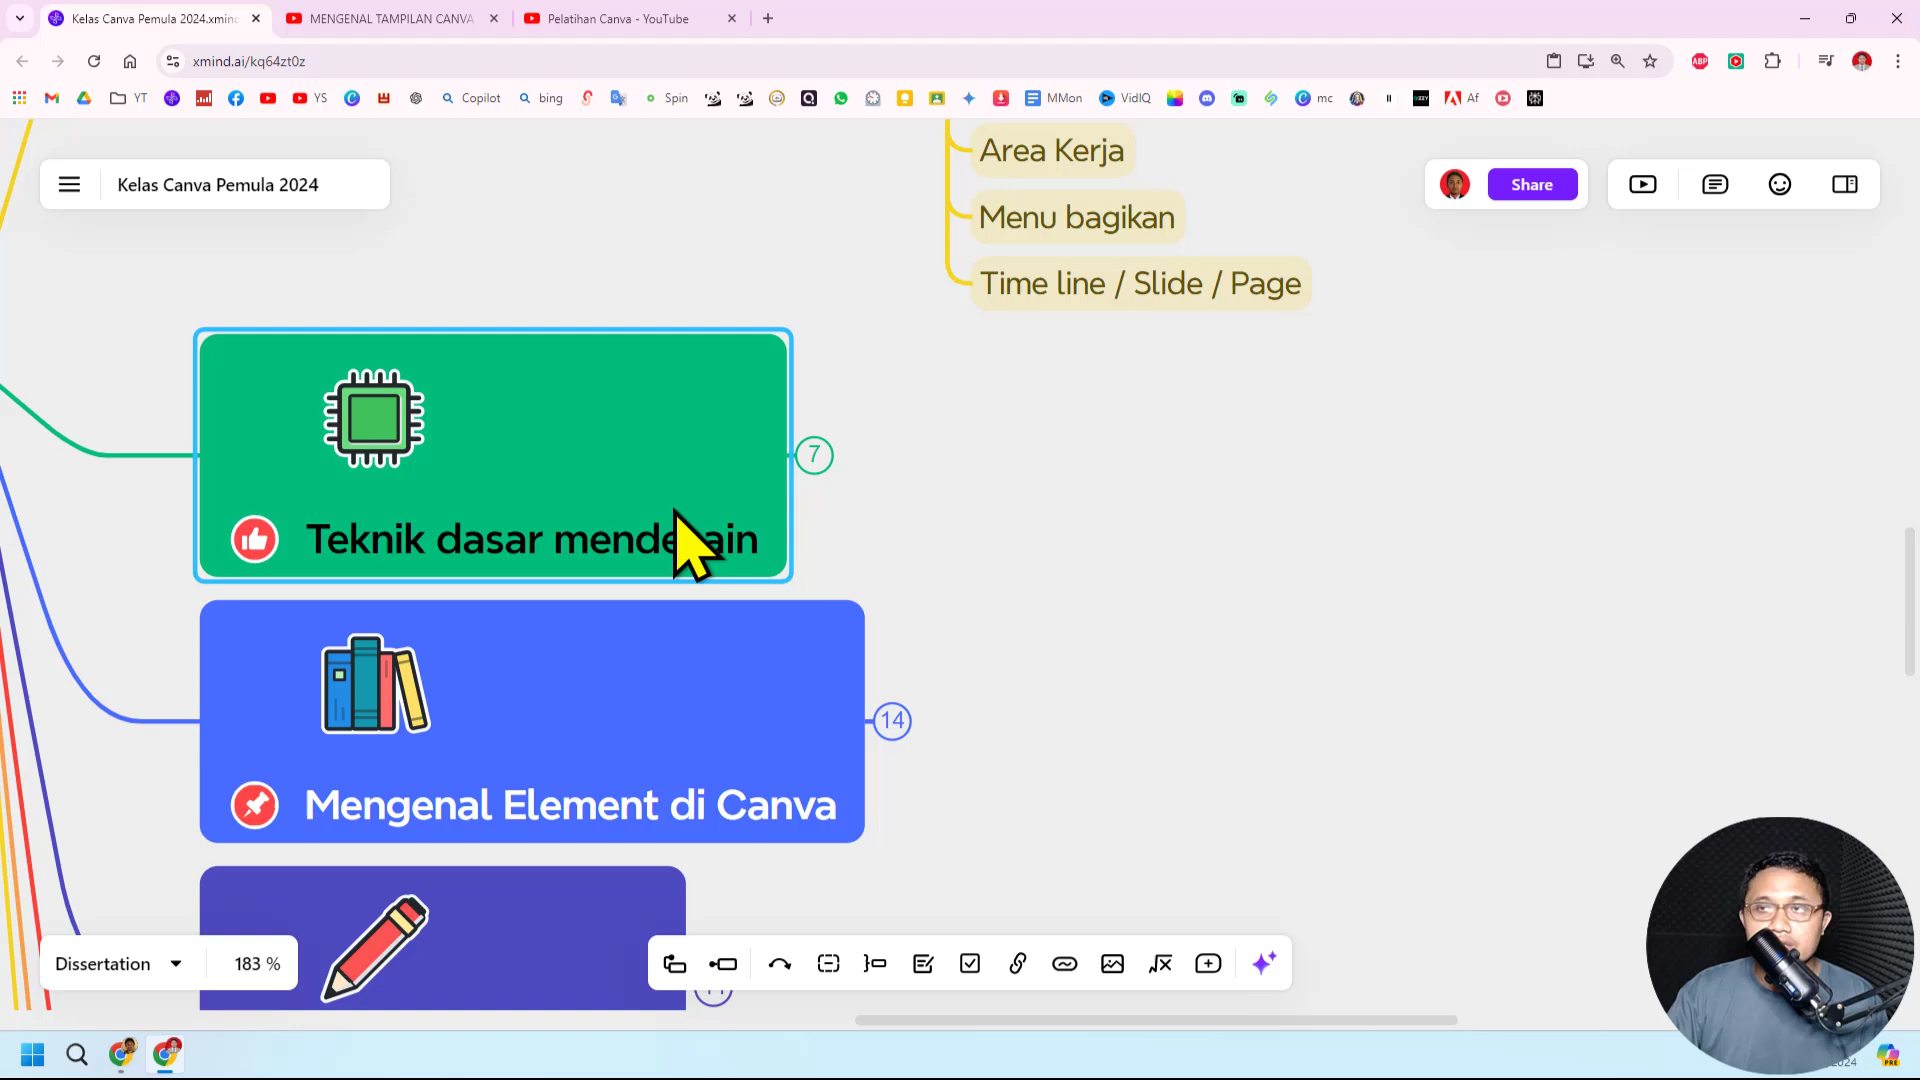 Kelas Canva Pemula 2024.xmind
MENGENAL TAMPILAN CANVA
Pelatihan Canva - YouTube
xmind.ai/kq64zt0z
YT
YS
Copilot
bing
Spin
MMon
VidIQ
mc
Af
Kelas Canva Pemula 2024
Share
Area Kerja
Menu bagikan
Time line / Slide / Page
7
Teknik dasar mendesain
14
Mengenal Element di Canva
Dissertation
183 %